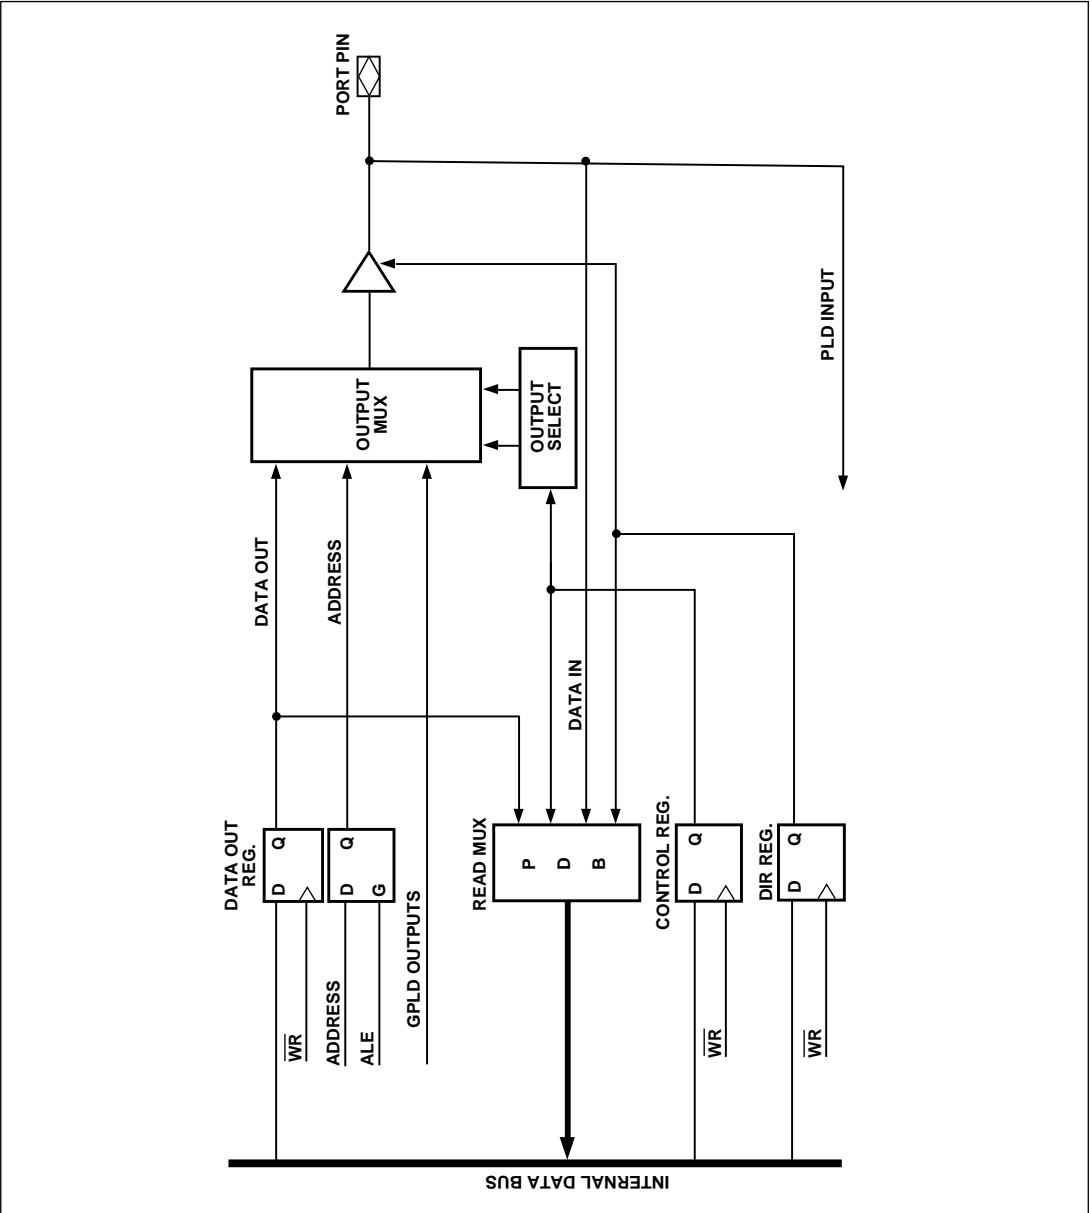 PORT PIN
PLD INPUT
OUTPUT
MUX
OUTPUT
SELECT
DATA OUT
ADDRESS
DATA IN
DATA OUT
REG.
D
Q
WR
D
Q
G
ADDRESS
ALE
GPLD OUTPUTS
READ MUX
P
D
B
CONTROL REG.
D
Q
WR
DIR REG.
D
Q
WR
INTERNAL DATA BUS